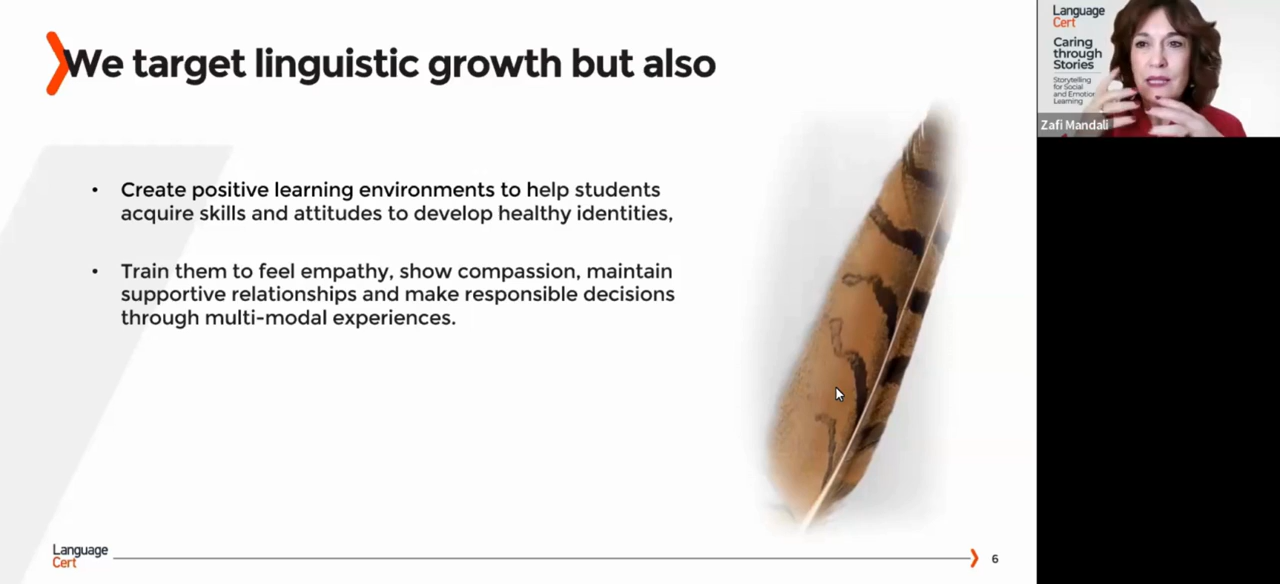 We target linguistic growth but also
• Create positive learning environments to help students
acquire skills and attitudes to develop healthy identities,
• Train them to feel empathy, show compassion, maintain
supportive relationships and make responsible decisions
through multi-modal experiences.
Language
Cert
6
Language
Cert
Caring
through
Stories
Storytelling
for Social
and Emotion
Learning
Zafi Mandali